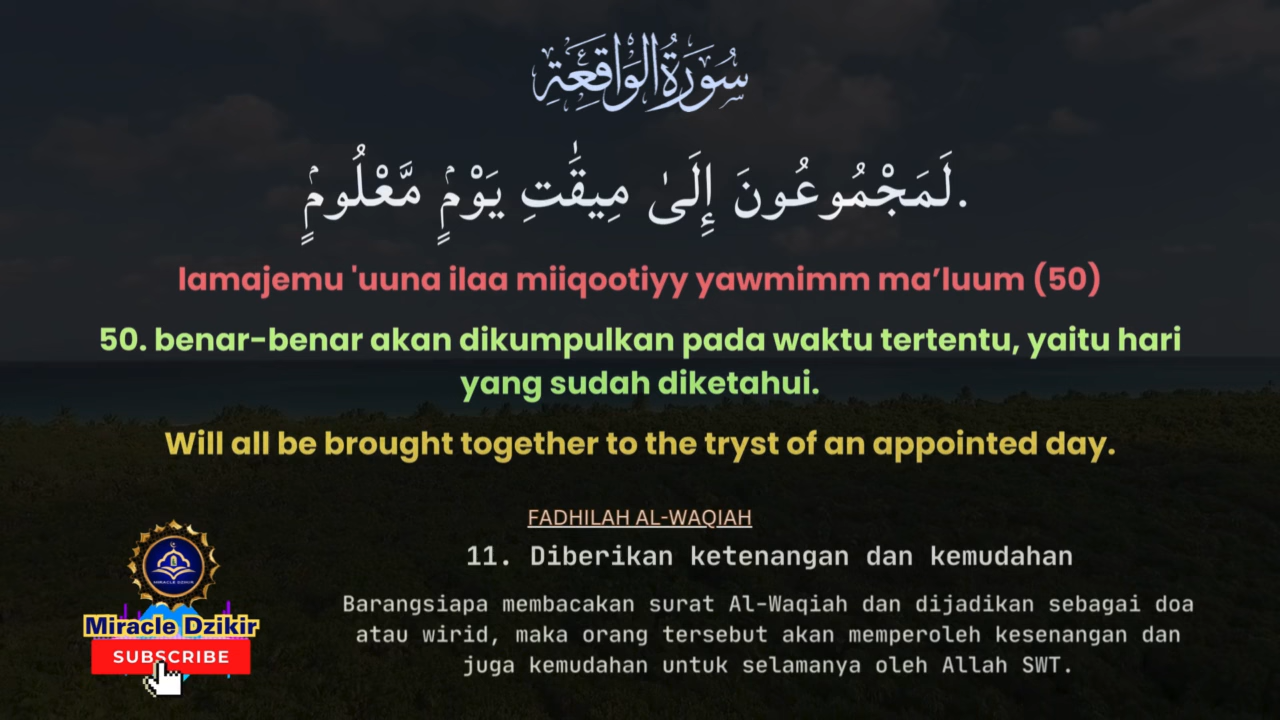 سُورَةُ الْوَاقِعَةِ
لَمَجْمُوعُونَ إِلَىٰ مِيقَٰتِ يَوْمٍۢ مَّعْلُومٍۢ.
lamajemu 'uuna ilaa miiqootiyy yawmimm ma’luum (50)
50. benar-benar akan dikumpulkan pada waktu tertentu, yaitu hari
yang sudah diketahui.
Will all be brought together to the tryst of an appointed day.
FADHILAH AL-WAQIAH
11. Diberikan ketenangan dan kemudahan
Barangsiapa membacakan surat Al-Waqiah dan dijadikan sebagai doa
atau wirid, maka orang tersebut akan memperoleh kesenangan dan
juga kemudahan untuk selamanya oleh Allah SWT.
MIRACLE DZIKIR
Miracle Dzikir
SUBSCRIBE